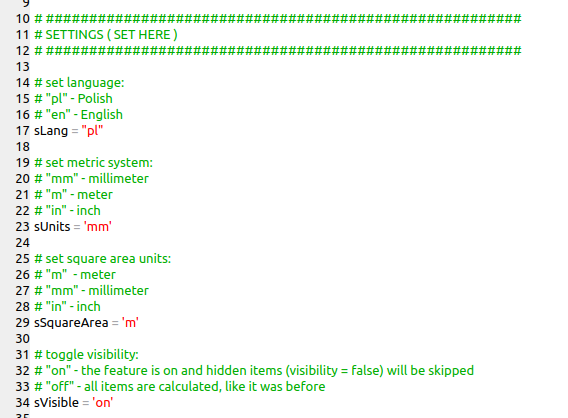 9
10 # ####################################################
11 # SETTINGS ( SET HERE )
12 # ####################################################
13
14 # set language:
15 # "pl" - Polish
16 # "en" - English
17 sLang = "pl"
18
19 # set metric system:
20 # "mm" - millimeter
21 # "m" - meter
22 # "in" - inch
23 sUnits = 'mm'
24
25 # set square area units:
26 # "m"  - meter
27 # "mm" - millimeter
28 # "in" - inch
29 sSquareArea = 'm'
30
31 # toggle visibility:
32 # "on" - the feature is on and hidden items (visibility = false) will be skipped
33 # "off" - all items are calculated, like it was before
34 sVisible = 'on'
35